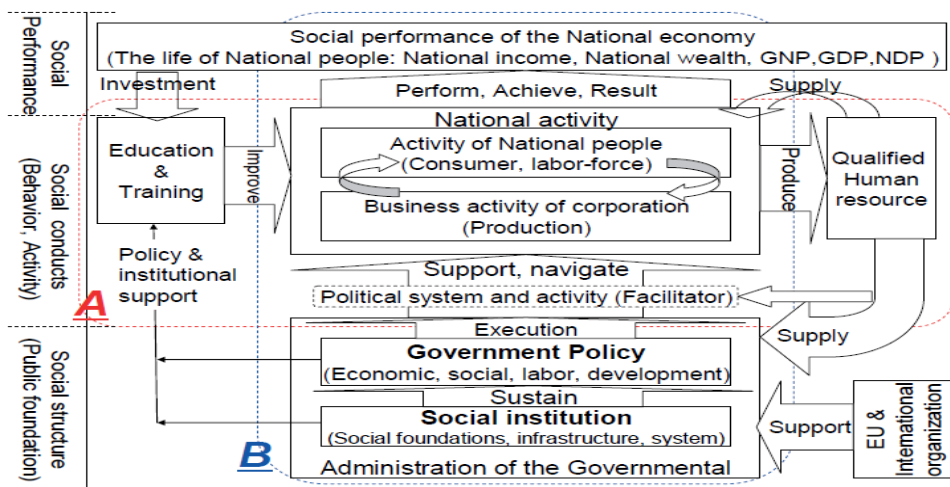 Social
Performance
Social performance of the National economy
(The life of National people: National income, National wealth, GNP,GDP,NDP )
Investment
Perform, Achieve, Result
Supply
Social conducts
(Behavior, Activity)
Education
&
Training
Improve
National activity
Activity of National people
(Consumer, labor-force)
Business activity of corporation
(Production)
Produce
Qualified
Human
resource
Policy &
institutional
support
A
Support, navigate
Political system and activity (Facilitator)
Social structure
(Public foundation)
Execution
Government Policy
(Economic, social, labor, development)
Supply
Sustain
Social institution
(Social foundations, infrastructure, system)
B
Administration of the Governmental
Support
EU &
International
organization